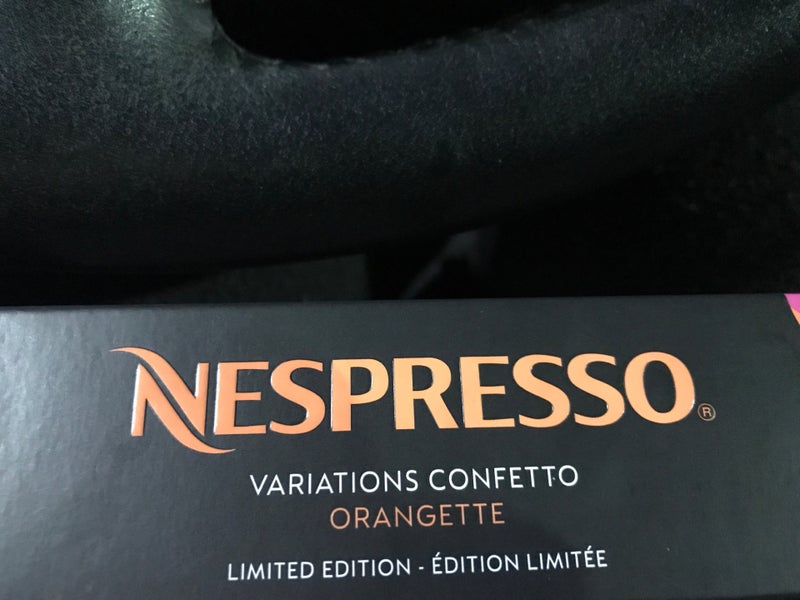 NESPRESSO®
VARIATIONS CONFETTO
ORANGETTE
LIMITED EDITION - ÉDITION LIMITÉE